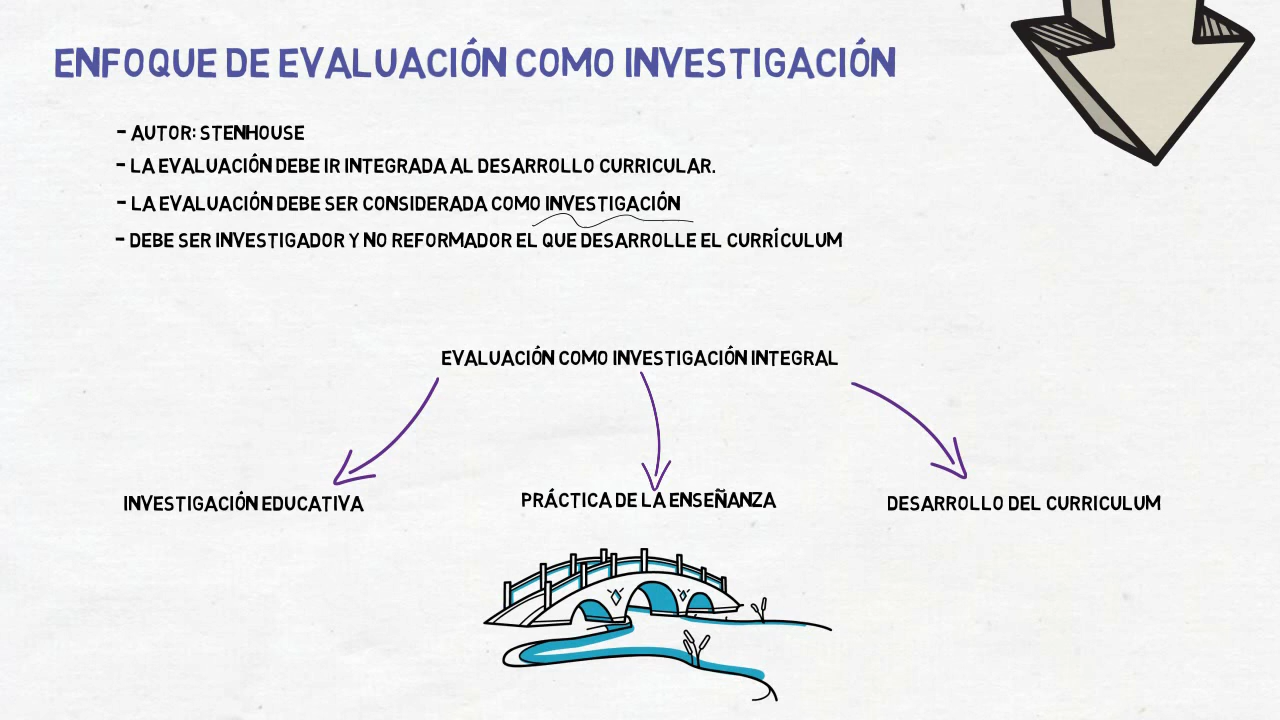 ENFOQUE DE EVALUACIÓN COMO INVESTIGACIÓN
- AUTOR: STENHOUSE
- LA EVALUACIÓN DEBE IR INTEGRADA AL DESARROLLO CURRICULAR.
- LA EVALUACIÓN DEBE SER CONSIDERADA COMO INVESTIGACIÓN
- DEBE SER INVESTIGADOR Y NO REFORMADOR EL QUE DESARROLLE EL CURRÍCULUM
EVALUACIÓN COMO INVESTIGACIÓN INTEGRAL
INVESTIGACIÓN EDUCATIVA
PRÁCTICA DE LA ENSEÑANZA
DESARROLLO DEL CURRICULUM